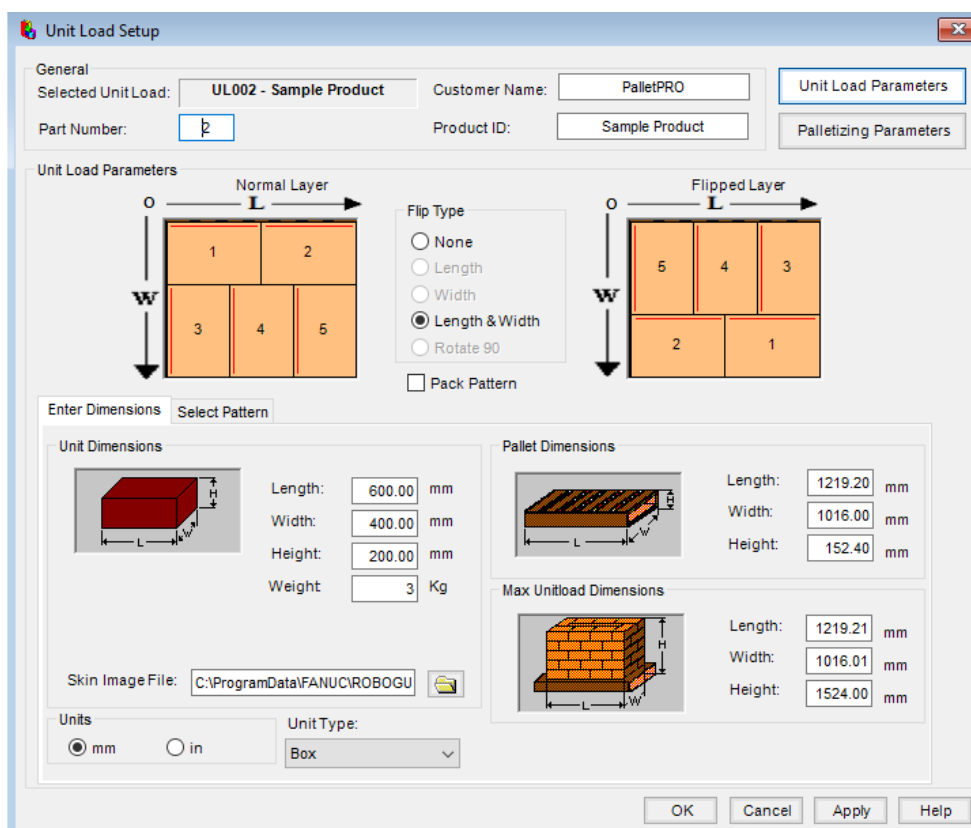 Unit Load Setup
General
Selected Unit Load: UL002 - Sample Product Customer Name: PalletPRO Unit Load Parameters
Part Number: 2 Product ID: Sample Product Palletizing Parameters
Unit Load Parameters
Normal Layer Flipped Layer
O L O L
Flip Type
1 2 None 5 4 3
Length
W Width W
3 4 5 Length & Width 2 1
Rotate 90
Pack Pattern
Enter Dimensions Select Pattern
Unit Dimensions Pallet Dimensions
H L W
Length: 600.00 mm
Width: 400.00 mm
Height: 200.00 mm
Weight 3 Kg
H L W
Length: 1219.20 mm
Width: 1016.00 mm
Height: 152.40 mm
Max Unitload Dimensions
H L W
Length: 1219.21 mm
Width: 1016.01 mm
Height: 1524.00 mm
Skin Image File: C:\ProgramData\FANUC\ROBOGU
Units Unit Type:
mm in Box
OK Cancel Apply Help